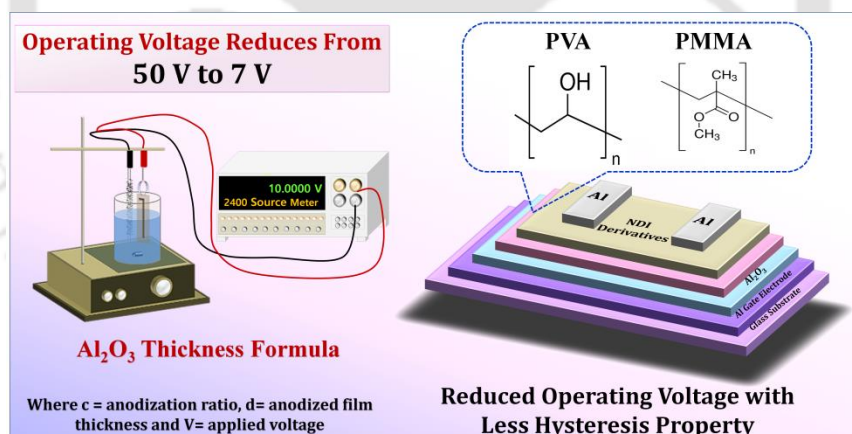 Operating Voltage Reduces From
50 V to 7 V
10.0000 V
2400 Source Meter
Al₂O₃ Thickness Formula
Where c = anodization ratio, d= anodized film
thickness and V= applied voltage
PVA
PMMA
OH
n
CH₃
O
O
CH₃
n
Al
Al
NDI
Derivatives
Al₂O₃
Al Gate Electrode
Glass Substrate
Reduced Operating Voltage with
Less Hysteresis Property